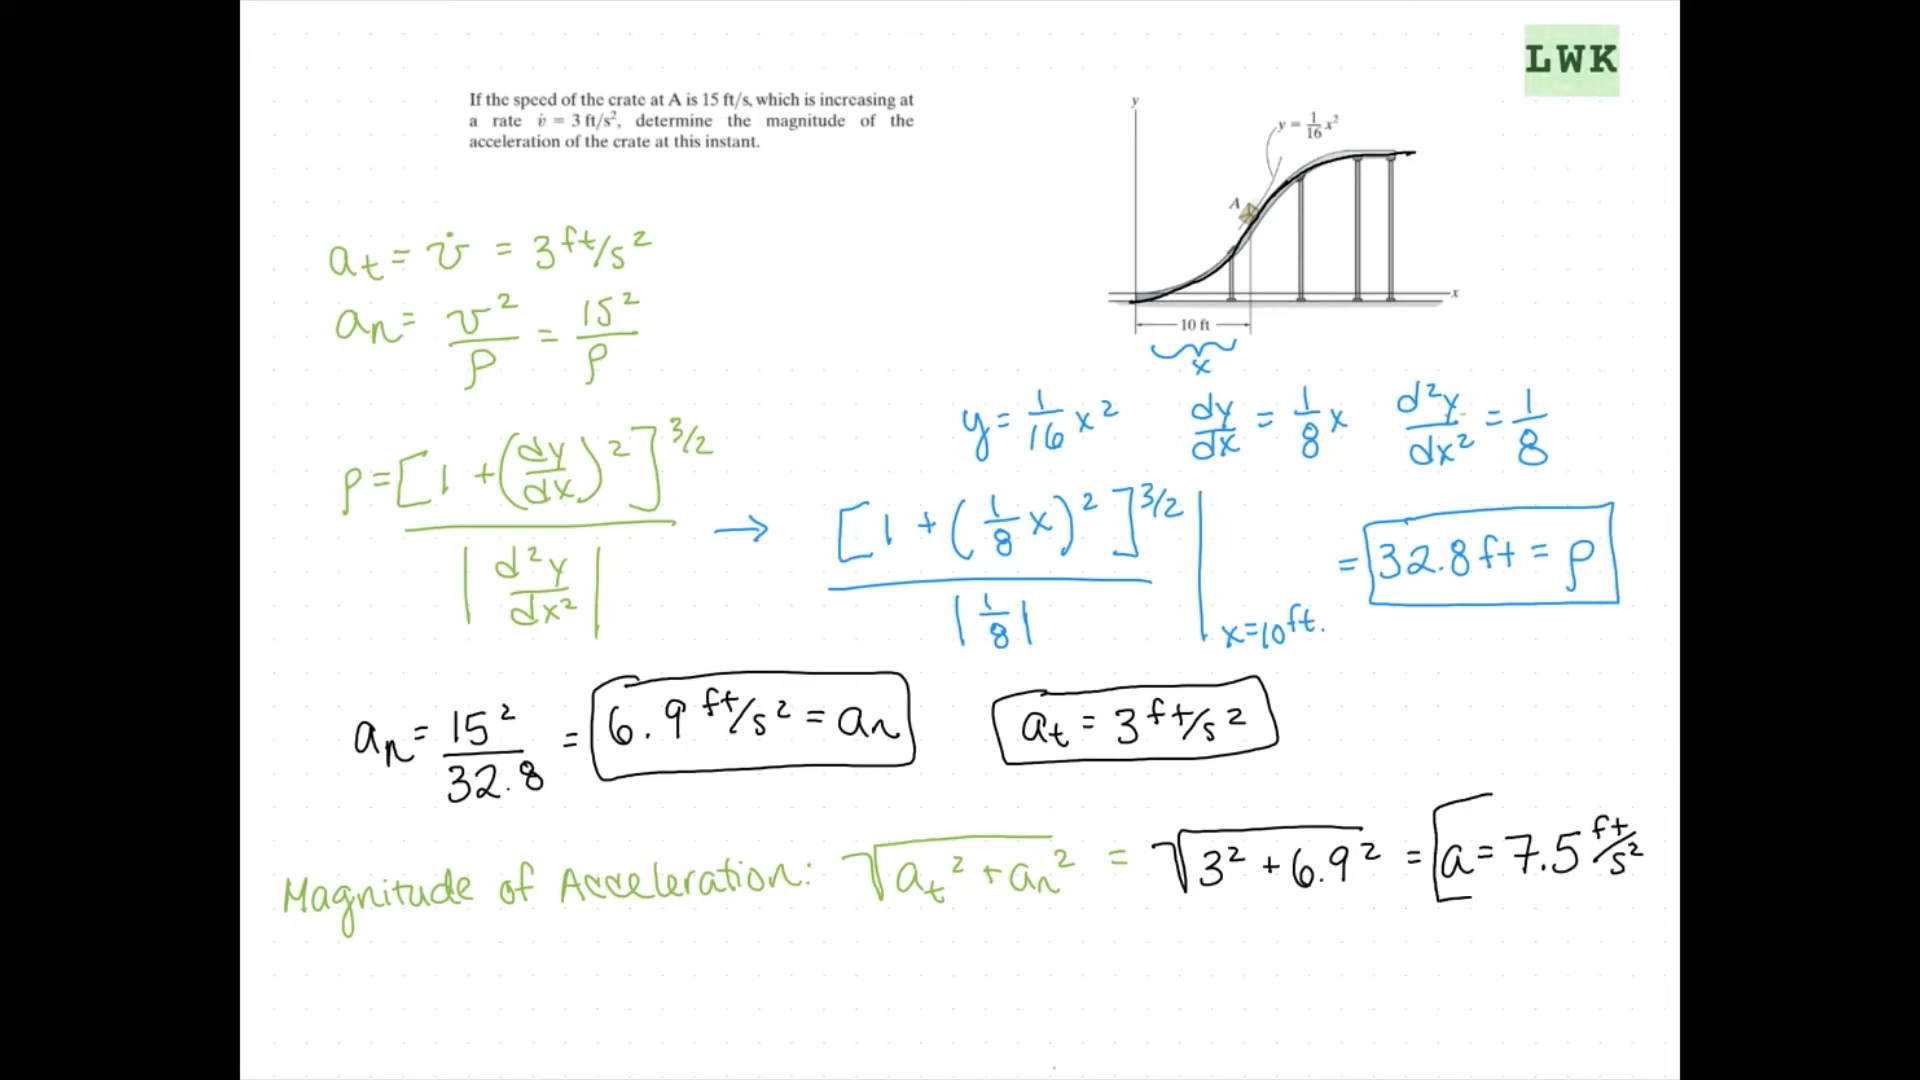 LWK
If the speed of the crate at A is 15 ft/s, which is increasing at
a rate v̇ = 3 ft/s², determine the magnitude of the
acceleration of the crate at this instant.
y
y = 1/16 x²
A
x
10 ft
x
at = v̇ = 3 ft/s²
an = v²/ρ = 15²/ρ
y = 1/16 x² dy/dx = 1/8 x d²y/dx² = 1/8
ρ = [1 + (dy/dx)²]^3/2 / |d²y/dx²| → [1 + (1/8 x)²]^3/2 / |1/8| | x=10 ft. = 32.8 ft = ρ
an = 15²/32.8 = 6.9 ft/s² = an at = 3 ft/s²
Magnitude of Acceleration: √at² + an² = √3² + 6.9² = a = 7.5 ft/s²